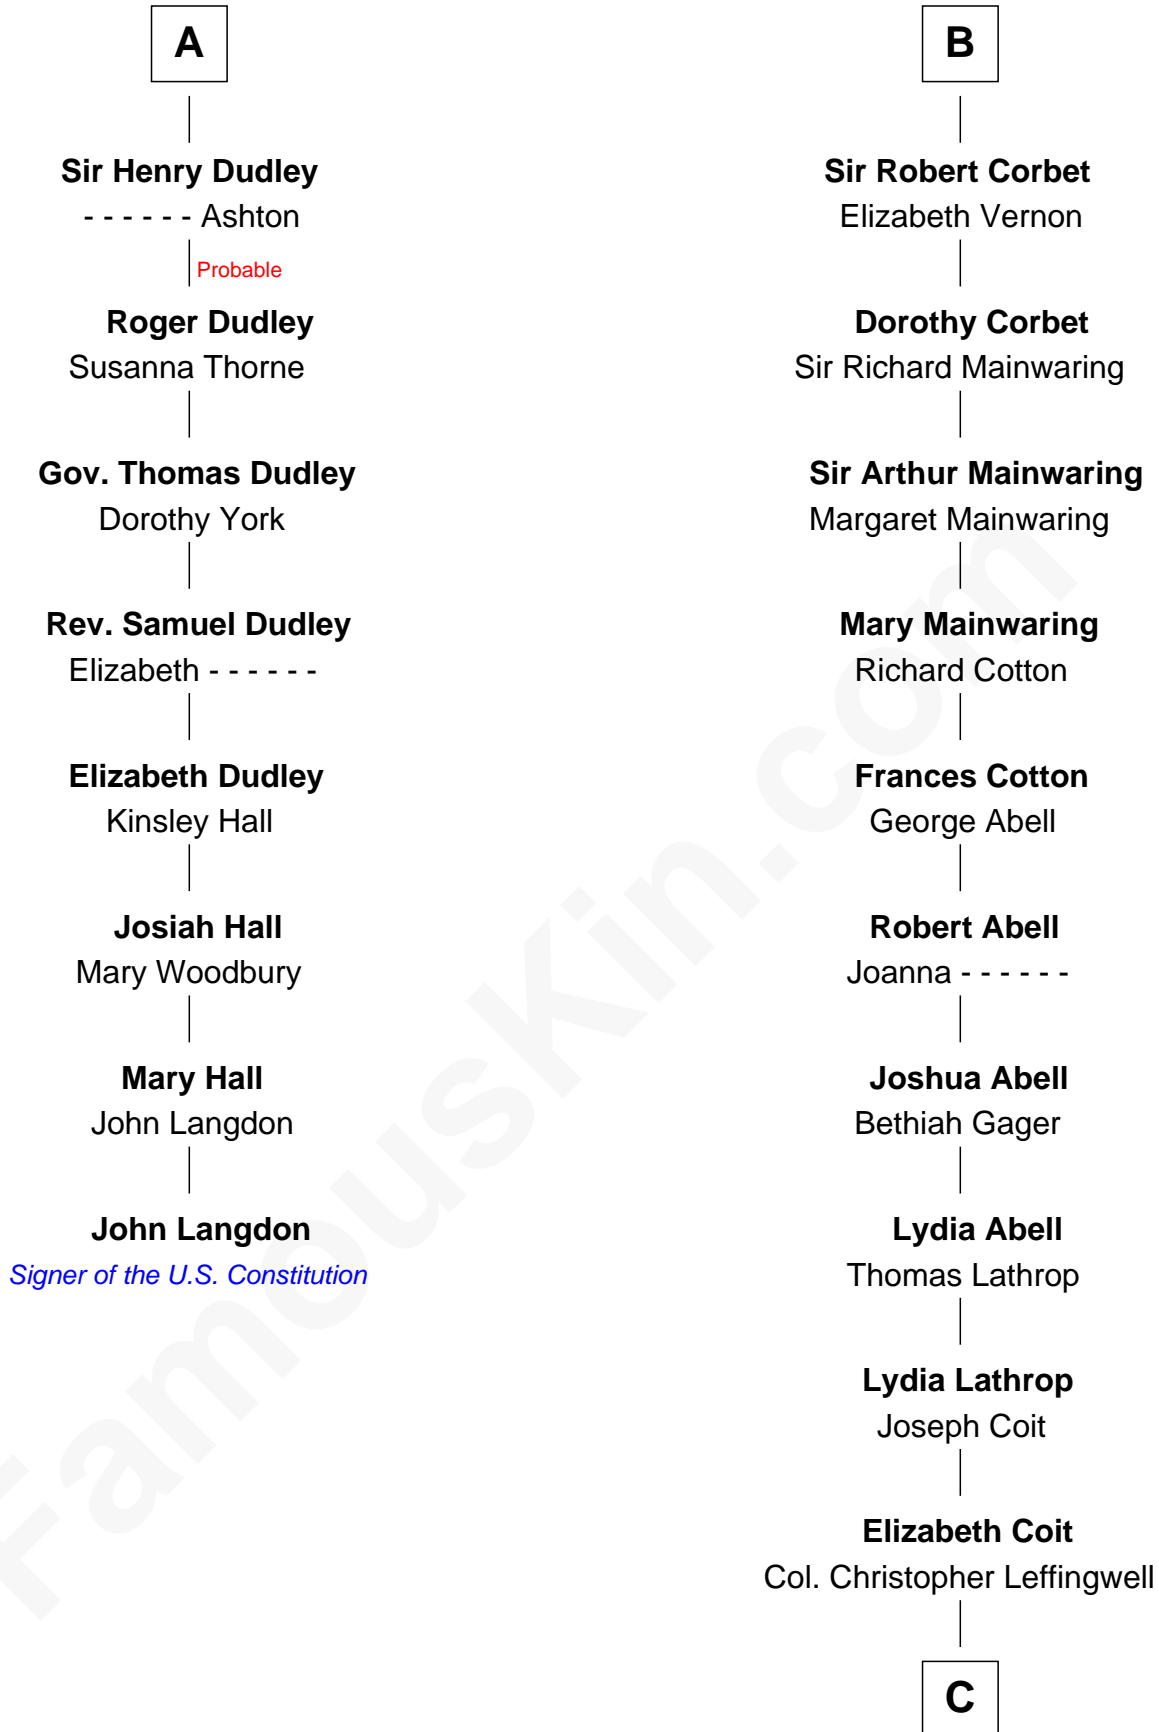 A
Sir Henry Dudley
- - - - - - Ashton
Probable
Roger Dudley
Susanna Thorne
Gov. Thomas Dudley
Dorothy York
Rev. Samuel Dudley
Elizabeth - - - - - -
Elizabeth Dudley
Kinsley Hall
Josiah Hall
Mary Woodbury
Mary Hall
John Langdon
John Langdon
Signer of the U.S. Constitution
B
Sir Robert Corbet
Elizabeth Vernon
Dorothy Corbet
Sir Richard Mainwaring
Sir Arthur Mainwaring
Margaret Mainwaring
Mary Mainwaring
Richard Cotton
Frances Cotton
George Abell
Robert Abell
Joanna - - - - - -
Joshua Abell
Bethiah Gager
Lydia Abell
Thomas Lathrop
Lydia Lathrop
Joseph Coit
Elizabeth Coit
Col. Christopher Leffingwell
C
FamousKin.com